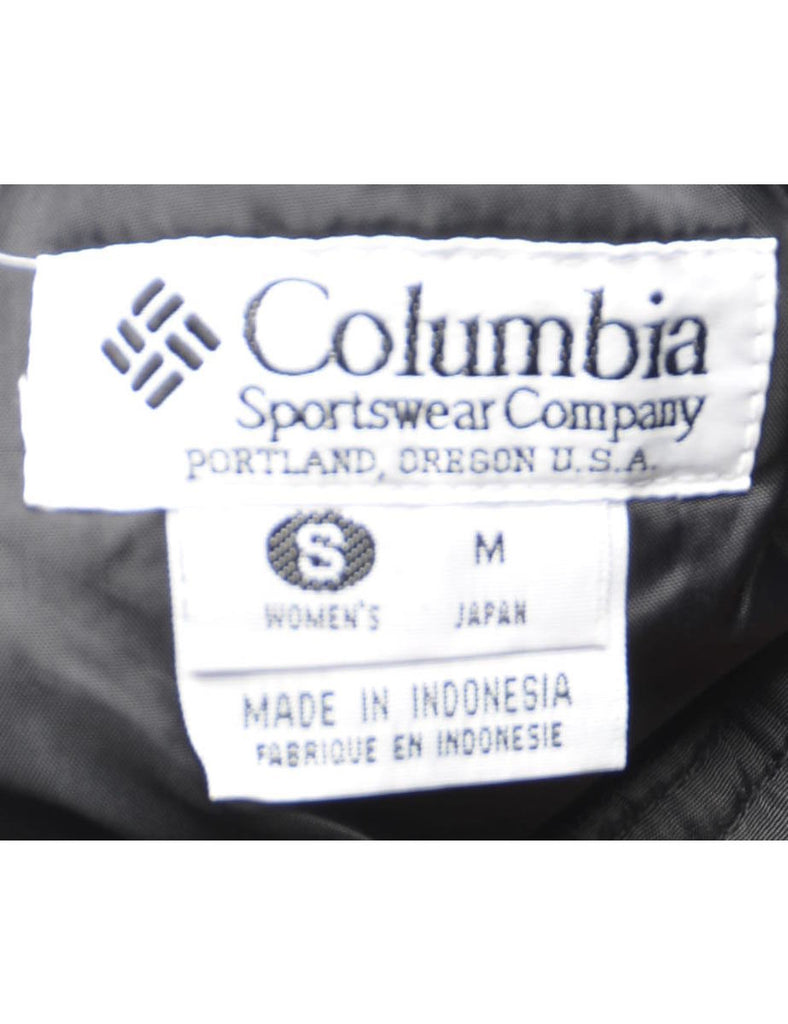 Columbia
Sportswear Company
PORTLAND, OREGON U.S.A.
S M
WOMEN'S JAPAN
MADE IN INDONESIA
FABRIQUE EN INDONESIE